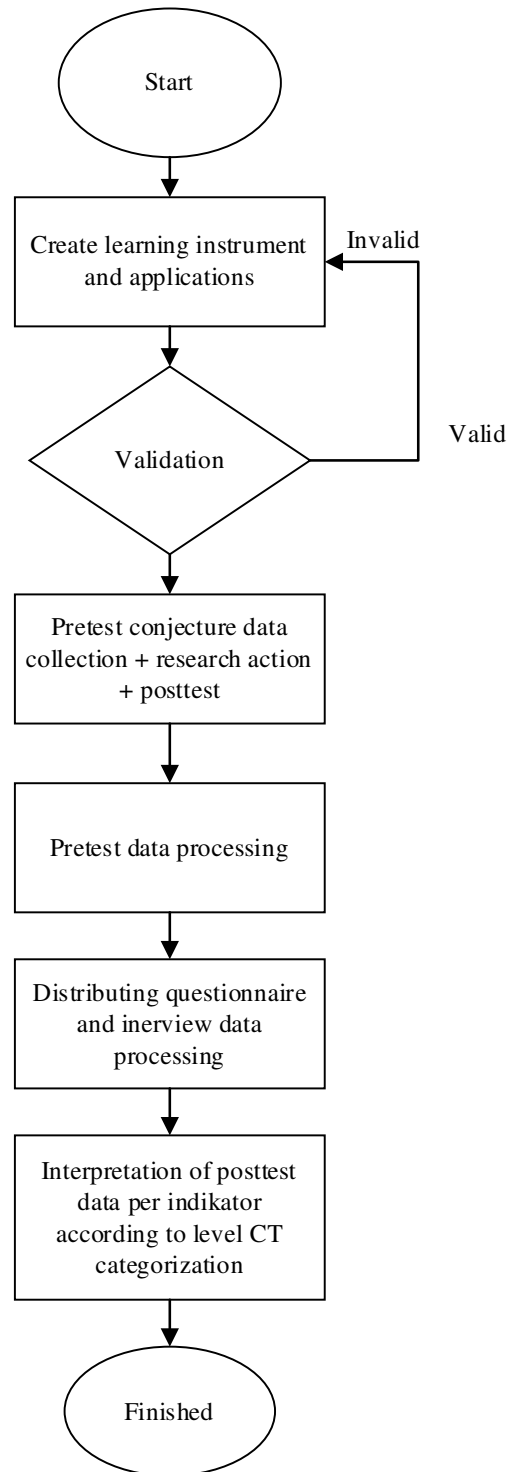 Start
Create learning instrument
and applications
Invalid
Validation
Valid
Pretest conjecture data
collection + research action
+ posttest
Pretest data processing
Distributing questionnaire
and inerview data
processing
Interpretation of posttest
data per indikator
according to level CT
categorization
Finished